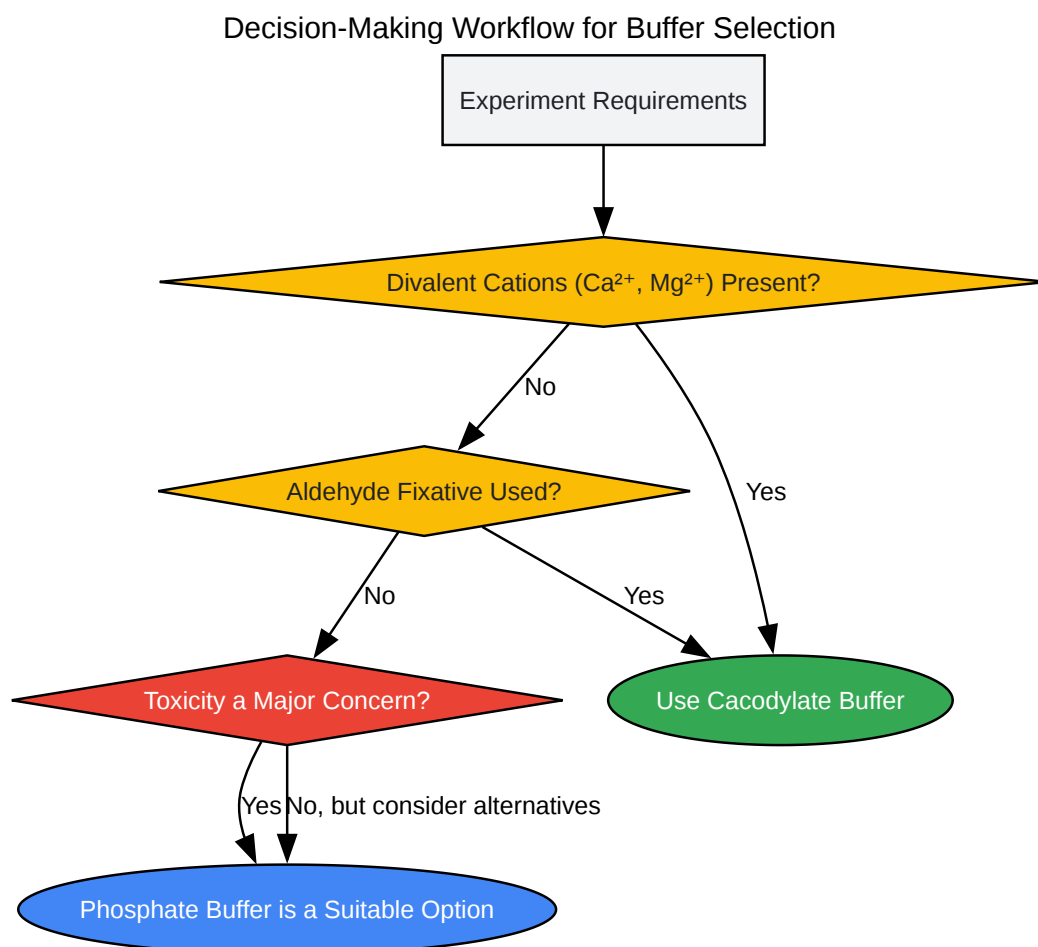 Decision-Making Workflow for Buffer Selection
Experiment Requirements
Divalent Cations (Ca²⁺, Mg²⁺) Present?
No
Yes
Aldehyde Fixative Used?
No
Yes
Toxicity a Major Concern?
Use Cacodylate Buffer
Yes
No, but consider alternatives
Phosphate Buffer is a Suitable Option